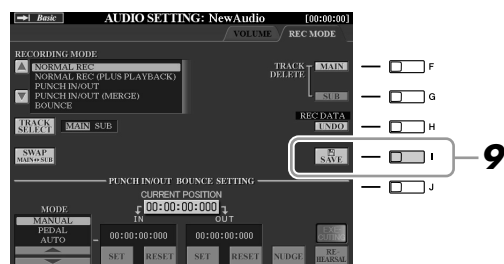 Basic AUDIO SETTING: NewAudio [00:00:00]
VOLUME REC MODE
RECORDING MODE
NORMAL REC
NORMAL REC (PLUS PLAYBACK)
PUNCH IN/OUT
PUNCH IN/OUT (MERGE)
BOUNCE
TRACK DELETE MAIN F
SUB G
TRACK SELECT MAIN SUB
REC DATA
UNDO H
SWAP MAIN↔SUB
SAVE I 9
J
PUNCH IN/OUT BOUNCE SETTING
CURRENT POSITION
00:00:00:000
IN OUT
MODE
MANUAL
PEDAL
AUTO
00:00:00:000 00:00:00:000
SET RESET SET RESET NUDGE RE-HEARSAL